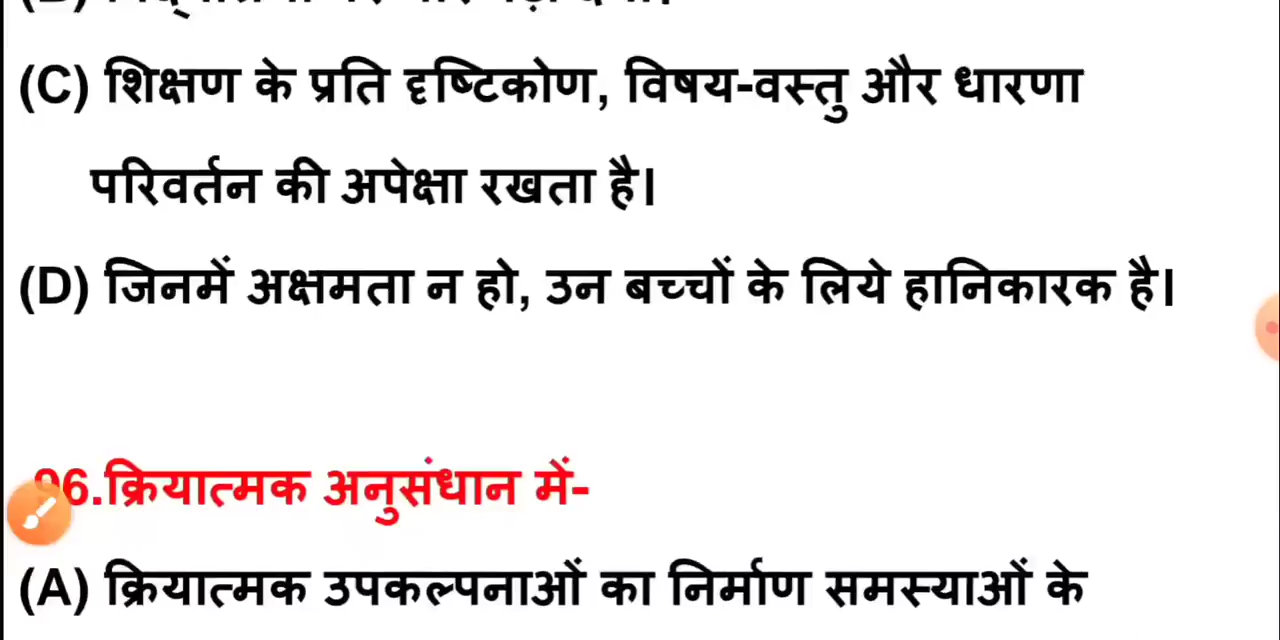 (C) शिक्षण के प्रति दृष्टिकोण, विषय-वस्तु और धारणा
परिवर्तन की अपेक्षा रखता है।
(D) जिनमें अक्षमता न हो, उन बच्चों के लिये हानिकारक है।
96.क्रियात्मक अनुसंधान में-
(A) क्रियात्मक उपकल्पनाओं का निर्माण समस्याओं के